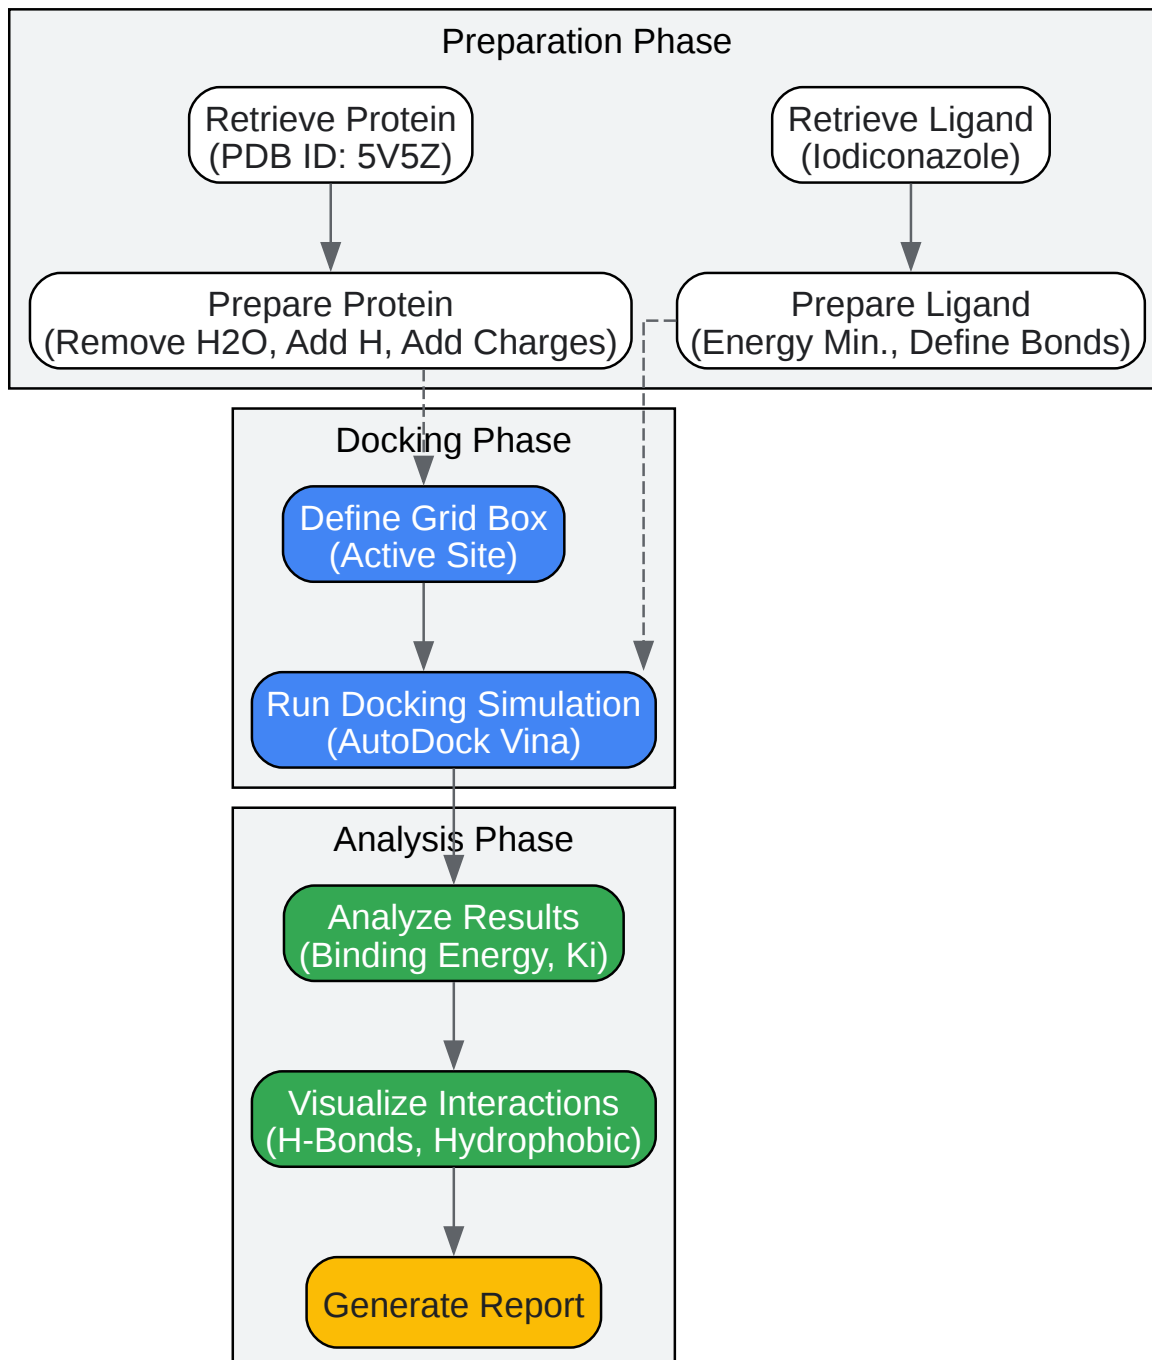 Preparation Phase
Retrieve Protein
(PDB ID: 5V5Z)
Retrieve Ligand
(Iodiconazole)
Prepare Protein
(Remove H2O, Add H, Add Charges)
Prepare Ligand
(Energy Min., Define Bonds)
Docking Phase
Define Grid Box
(Active Site)
Run Docking Simulation
(AutoDock Vina)
Analysis Phase
Analyze Results
(Binding Energy, Ki)
Visualize Interactions
(H-Bonds, Hydrophobic)
Generate Report